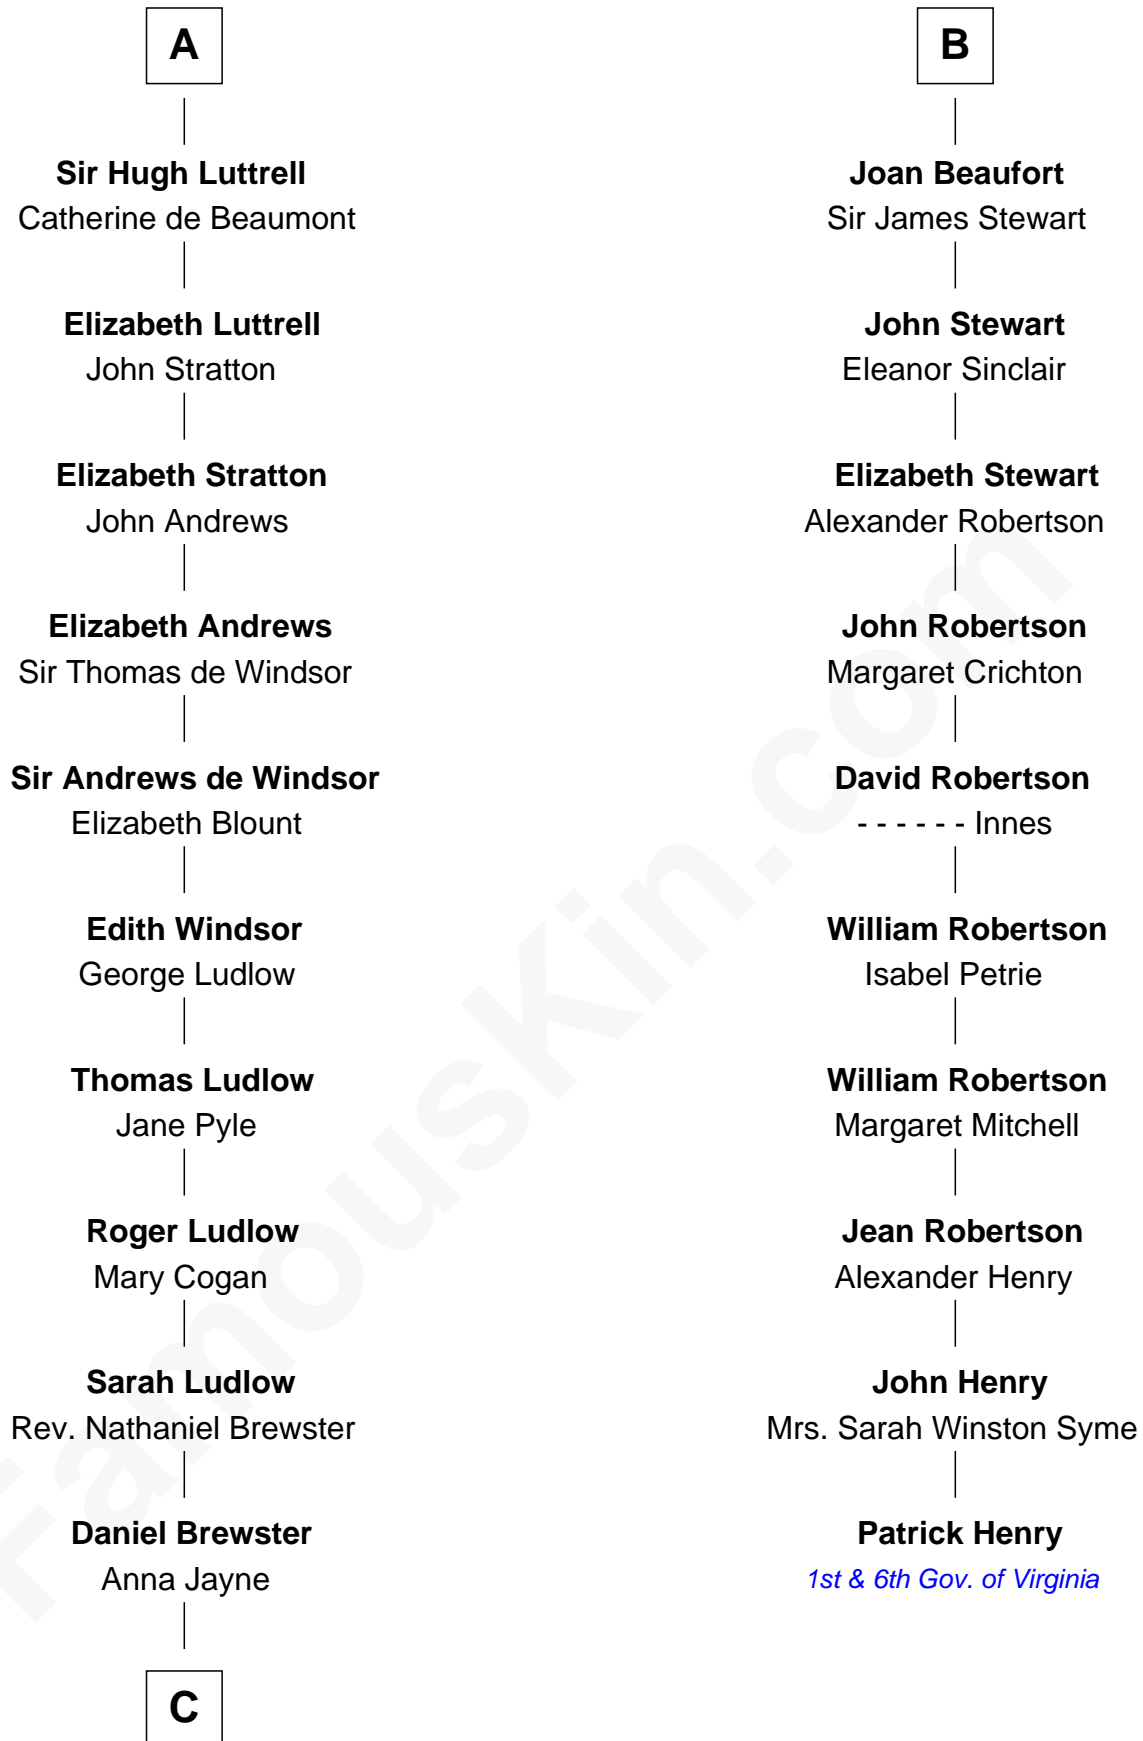 A
Sir Hugh Luttrell
Catherine de Beaumont
Elizabeth Luttrell
John Stratton
Elizabeth Stratton
John Andrews
Elizabeth Andrews
Sir Thomas de Windsor
Sir Andrews de Windsor
Elizabeth Blount
Edith Windsor
George Ludlow
Thomas Ludlow
Jane Pyle
Roger Ludlow
Mary Cogan
Sarah Ludlow
Rev. Nathaniel Brewster
Daniel Brewster
Anna Jayne
C
B
Joan Beaufort
Sir James Stewart
John Stewart
Eleanor Sinclair
Elizabeth Stewart
Alexander Robertson
John Robertson
Margaret Crichton
David Robertson
- - - - - - Innes
William Robertson
Isabel Petrie
William Robertson
Margaret Mitchell
Jean Robertson
Alexander Henry
John Henry
Mrs. Sarah Winston Syme
Patrick Henry
1st & 6th Gov. of Virginia
FamousKin.com